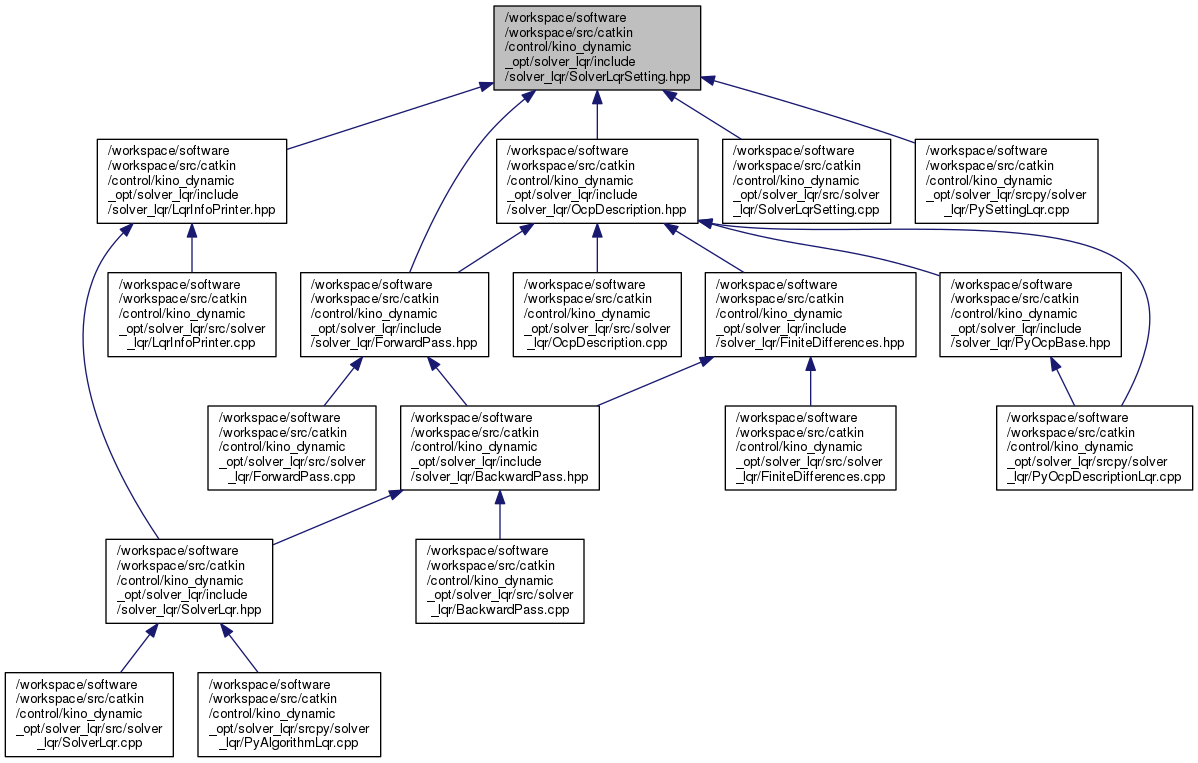 /workspace/software
/workspace/src/catkin
/control/kino_dynamic
_opt/solver_lqr/include
/solver_lqr/SolverLqrSetting.hpp
/workspace/software
/workspace/src/catkin
/control/kino_dynamic
_opt/solver_lqr/include
/solver_lqr/LqrInfoPrinter.hpp
/workspace/software
/workspace/src/catkin
/control/kino_dynamic
_opt/solver_lqr/include
/solver_lqr/OcpDescription.hpp
/workspace/software
/workspace/src/catkin
/control/kino_dynamic
_opt/solver_lqr/src/solver
_lqr/SolverLqrSetting.cpp
/workspace/software
/workspace/src/catkin
/control/kino_dynamic
_opt/solver_lqr/srcpy/solver
_lqr/PySettingLqr.cpp
/workspace/software
/workspace/src/catkin
/control/kino_dynamic
_opt/solver_lqr/src/solver
_lqr/LqrInfoPrinter.cpp
/workspace/software
/workspace/src/catkin
/control/kino_dynamic
_opt/solver_lqr/include
/solver_lqr/ForwardPass.hpp
/workspace/software
/workspace/src/catkin
/control/kino_dynamic
_opt/solver_lqr/src/solver
_lqr/OcpDescription.cpp
/workspace/software
/workspace/src/catkin
/control/kino_dynamic
_opt/solver_lqr/include
/solver_lqr/FiniteDifferences.hpp
/workspace/software
/workspace/src/catkin
/control/kino_dynamic
_opt/solver_lqr/include
/solver_lqr/PyOcpBase.hpp
/workspace/software
/workspace/src/catkin
/control/kino_dynamic
_opt/solver_lqr/src/solver
_lqr/ForwardPass.cpp
/workspace/software
/workspace/src/catkin
/control/kino_dynamic
_opt/solver_lqr/include
/solver_lqr/BackwardPass.hpp
/workspace/software
/workspace/src/catkin
/control/kino_dynamic
_opt/solver_lqr/src/solver
_lqr/FiniteDifferences.cpp
/workspace/software
/workspace/src/catkin
/control/kino_dynamic
_opt/solver_lqr/srcpy/solver
_lqr/PyOcpDescriptionLqr.cpp
/workspace/software
/workspace/src/catkin
/control/kino_dynamic
_opt/solver_lqr/include
/solver_lqr/SolverLqr.hpp
/workspace/software
/workspace/src/catkin
/control/kino_dynamic
_opt/solver_lqr/src/solver
_lqr/BackwardPass.cpp
/workspace/software
/workspace/src/catkin
/control/kino_dynamic
_opt/solver_lqr/src/solver
_lqr/SolverLqr.cpp
/workspace/software
/workspace/src/catkin
/control/kino_dynamic
_opt/solver_lqr/srcpy/solver
_lqr/PyAlgorithmLqr.cpp